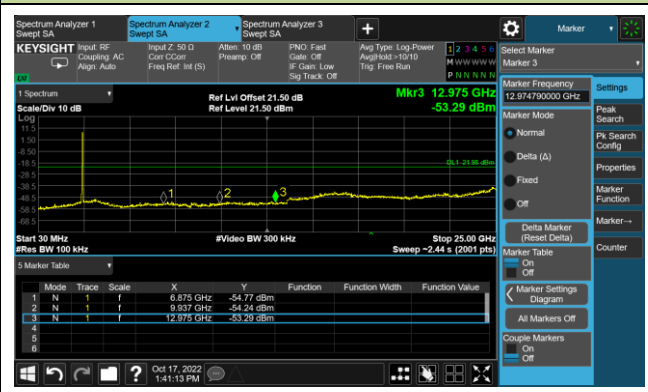 Spectrum Analyzer 1
Swept SA
Spectrum Analyzer 2
Swept SA
Spectrum Analyzer 3
Swept SA
Marker
KEYSIGHT
Input: RF
Coupling: AC
Align: Auto
Input Z: 50 Ω
Corr CCorr
Freq Ref: Int (S)
Atten: 10 dB
Preamp: Off
PNO: Fast
Gate: Off
IF Gain: Low
Sig Track: Off
Avg Type: Log-Power
Avg|Hold:>10/10
Trig: Free Run
1 2 3 4 5 6
M W W W W W
P N N N N N
Select Marker
Marker 3
1 Spectrum
Scale/Div 10 dB
Log
Ref Lvl Offset 21.50 dB
Ref Level 21.50 dBm
Mkr3 12.975 GHz
-53.29 dBm
11.5
1.50
-8.50
-18.5
-28.5
-38.5
-48.5
-58.5
-68.5
1
2
3
Start 30 MHz
#Res BW 100 kHz
#Video BW 300 kHz
Stop 25.00 GHz
Sweep ~2.44 s (2001 pts)
5 Marker Table
Mode Trace Scale X Y Function Function Width Function Value
1 N 1 f 6.875 GHz -54.77 dBm
2 N 1 f 9.937 GHz -54.24 dBm
3 N 1 f 12.975 GHz -53.29 dBm
4
5
6
Marker Frequency
12.974790000 GHz
Marker Mode
Normal
Delta (Δ)
Fixed
Off
Delta Marker
(Reset Delta)
Marker Table
On
Off
Marker Settings
Diagram
All Markers Off
Couple Markers
On
Off
Settings
Peak
Search
Pk Search
Config
Properties
Marker
Function
Marker→
Counter
Oct 17, 2022
1:41:13 PM